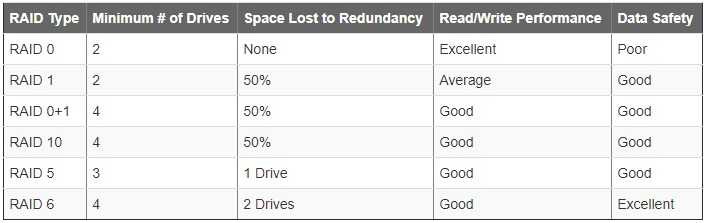 RAID Type Minimum # of Drives Space Lost to Redundancy Read/Write Performance Data Safety
RAID 0 2 None Excellent Poor
RAID 1 2 50% Average Good
RAID 0+1 4 50% Good Good
RAID 10 4 50% Good Good
RAID 5 3 1 Drive Good Good
RAID 6 4 2 Drives Good Excellent